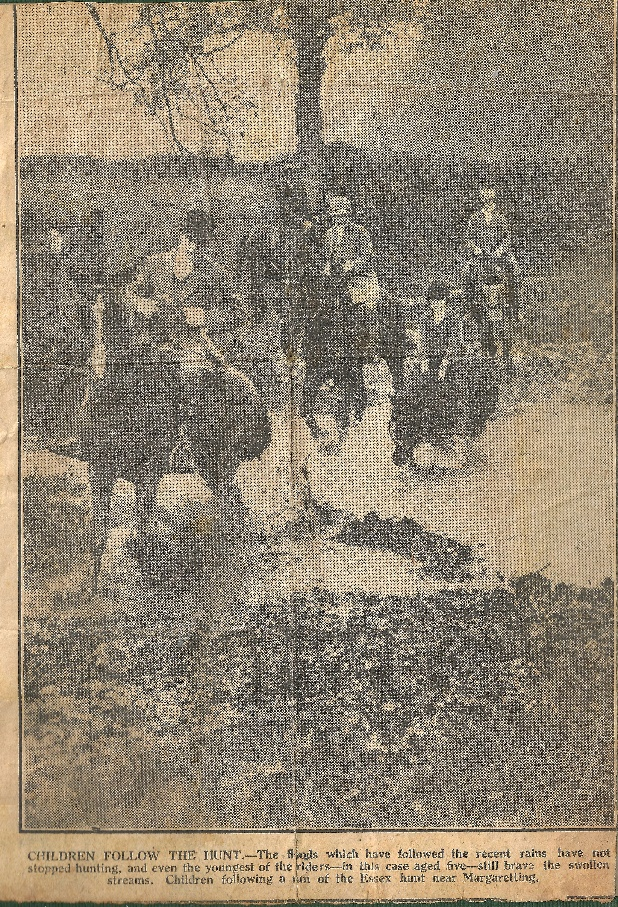 CHILDREN FOLLOW THE HUNT.—The floods which have followed the recent rains have not
stopped hunting, and even the youngest of the riders—in this case aged five—still brave the swollen
streams. Children following a run of the Essex hunt near Margaretting.